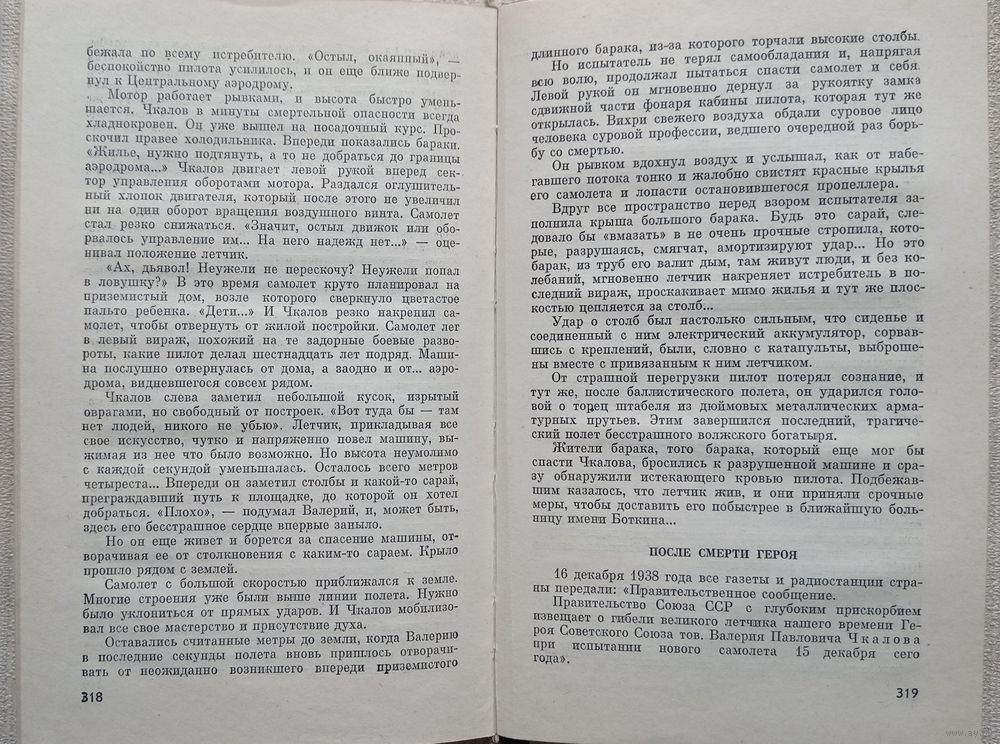 бежала по всему истребителю. «Остыл, окаянный», —
беспокойство пилота усилилось, и он еще ближе подвер-
нул к Центральному аэродрому.
Мотор работает рывками, и высота быстро умень-
шается. Чкалов в минуты смертельной опасности всегда
хладнокровен. Он уже вышел на посадочный курс. Про-
скочил правее холодильника. Впереди показались бараки.
«Жилье, нужно подтянуть, а то не добраться до границы
аэродрома...» Чкалов двигает левой рукой вперед сек-
тор управления оборотами мотора. Раздался оглушитель-
ный хлопок двигателя, который после этого не увеличил
ни на один оборот вращения воздушного винта. Самолет
стал резко снижаться. «Значит, остыл движок или обо-
рвалось управление им... На него надежд нет...» — оце-
нивал положение летчик.
«Ах, дьявол! Неужели не перескочу? Неужели попал
в ловушку?» В это время самолет круто планировал на
приземистый дом, возле которого сверкнуло цветастое
пальто ребенка. «Дети...» И Чкалов резко накренил са-
молет, чтобы отвернуть от жилой постройки. Самолет лег
в левый вираж, похожий на те задорные боевые разво-
роты, какие пилот делал шестнадцать лет подряд. Маши-
на послушно отвернулась от дома, а заодно и от... аэро-
дрома, видневшегося совсем рядом.
Чкалов слева заметил небольшой кусок, изрытый
оврагами, но свободный от построек. «Вот туда бы — там
нет людей, никого не убью». Летчик, прикладывая все
свое искусство, чутко и напряженно повел машину, вы-
жимая из нее что было возможно. Но высота неумолимо
с каждой секундой уменьшалась. Осталось всего метров
четыреста... Впереди он заметил столбы и какой-то сарай,
преграждавший путь к площадке, до которой он хотел
добраться. «Плохо», — подумал Валерий, и, может быть,
здесь его бесстрашное сердце впервые заныло.
Но он еще живет и борется за спасение машины, от-
ворачивая ее от столкновения с каким-то сараем. Крыло
прошло рядом с землей.
Самолет с большой скоростью приближался к земле.
Многие строения уже были выше линии полета. Нужно
было уклониться от прямых ударов. И Чкалов мобилизо-
вал все свое мастерство и присутствие духа.
Оставались считанные метры до земли, когда Валерию
в последние секунды полета вновь пришлось отворачи-
вать от неожиданно возникшего впереди приземистого
318
длинного барака, из-за которого торчали высокие столбы.
Но испытатель не терял самообладания и, напрягая
всю волю, продолжал пытаться спасти самолет и себя.
Левой рукой он мгновенно дернул за рукоятку замка
сдвижной части фонаря кабины пилота, которая тут же
открылась. Вихри свежего воздуха обдали суровое лицо
человека суровой профессии, ведшего очередной раз борь-
бу со смертью.
Он рывком вдохнул воздух и услышал, как от набе-
гавшего потока тонко и жалобно свистят красные крылья
его самолета и лопасти остановившегося пропеллера.
Вдруг все пространство перед взором испытателя за-
полнила крыша большого барака. Будь это сарай, сле-
довало бы «вмазать» в не очень прочные стропила, кото-
рые, разрушаясь, смягчат, амортизируют удар... Но это
барак, из труб его валит дым, там живут люди, и без ко-
лебаний, мгновенно летчик накреняет истребитель в по-
следний вираж, проскакивает мимо жилья и тут же плос-
костью цепляется за столб...
Удар о столб был настолько сильным, что сиденье и
соединенный с ним электрический аккумулятор, сорвав-
шись с креплений, были, словно с катапульты, выброше-
ны вместе с привязанным к ним летчиком.
От страшной перегрузки пилот потерял сознание, и
тут же, после баллистического полета, он ударился голо-
вой о торец штабеля из дюймовых металлических арма-
турных прутьев. Этим завершился последний, трагиче-
ский полет бесстрашного волжского богатыря.
Жители барака, того барака, который еще мог бы
спасти Чкалова, бросились к разрушенной машине и сра-
зу обнаружили истекающего кровью пилота. Подбежав-
шим казалось, что летчик жив, и они приняли срочные
меры, чтобы доставить его побыстрее в ближайшую боль-
ницу имени Боткина...
ПОСЛЕ СМЕРТИ ГЕРОЯ
16 декабря 1938 года все газеты и радиостанции стра-
ны передали: «Правительственное сообщение.
Правительство Союза ССР с глубоким прискорбием
извещает о гибели великого летчика нашего времени Ге-
роя Советского Союза тов. Валерия Павловича Чкалова
при испытании нового самолета 15 декабря сего
года».
319